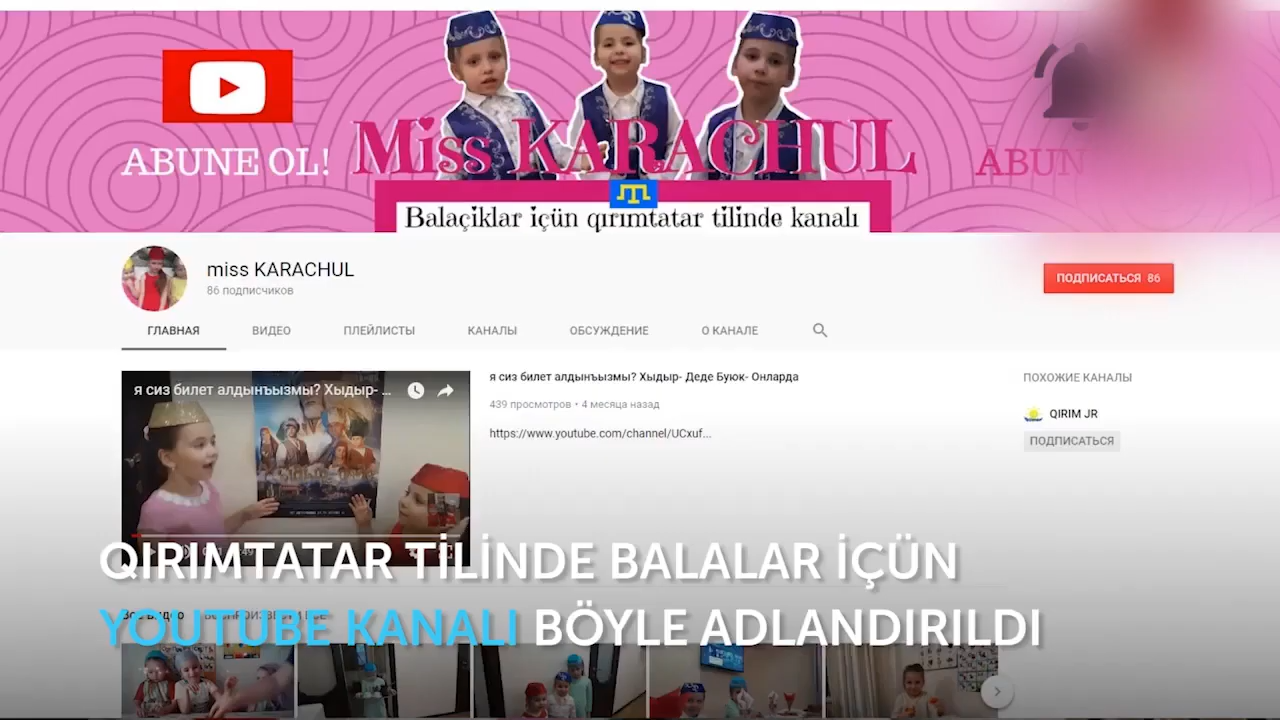 ABUNE OL!
Miss KARACHUL
ABUN
Balaçiklar içün qırımtatar tilinde kanalı
miss KARACHUL
86 подписчиков
ПОДПИСАТЬСЯ 86
ГЛАВНАЯ ВИДЕО ПЛЕЙЛИСТЫ КАНАЛЫ ОБСУЖДЕНИЕ О КАНАЛЕ
я сиз билет алдынъызмы? Хыдыр- ...
я сиз билет алдынъызмы? Хыдыр- Деде Буюк- Онларда
439 просмотров • 4 месяца назад
https://www.youtube.com/channel/UCxuf...
ПОХОЖИЕ КАНАЛЫ
QIRIM JR
ПОДПИСАТЬСЯ
QIRIMTATAR TİLİNDE BALALAR İÇÜN
YOUTUBE KANALI BÖYLE ADLANDIRILDI